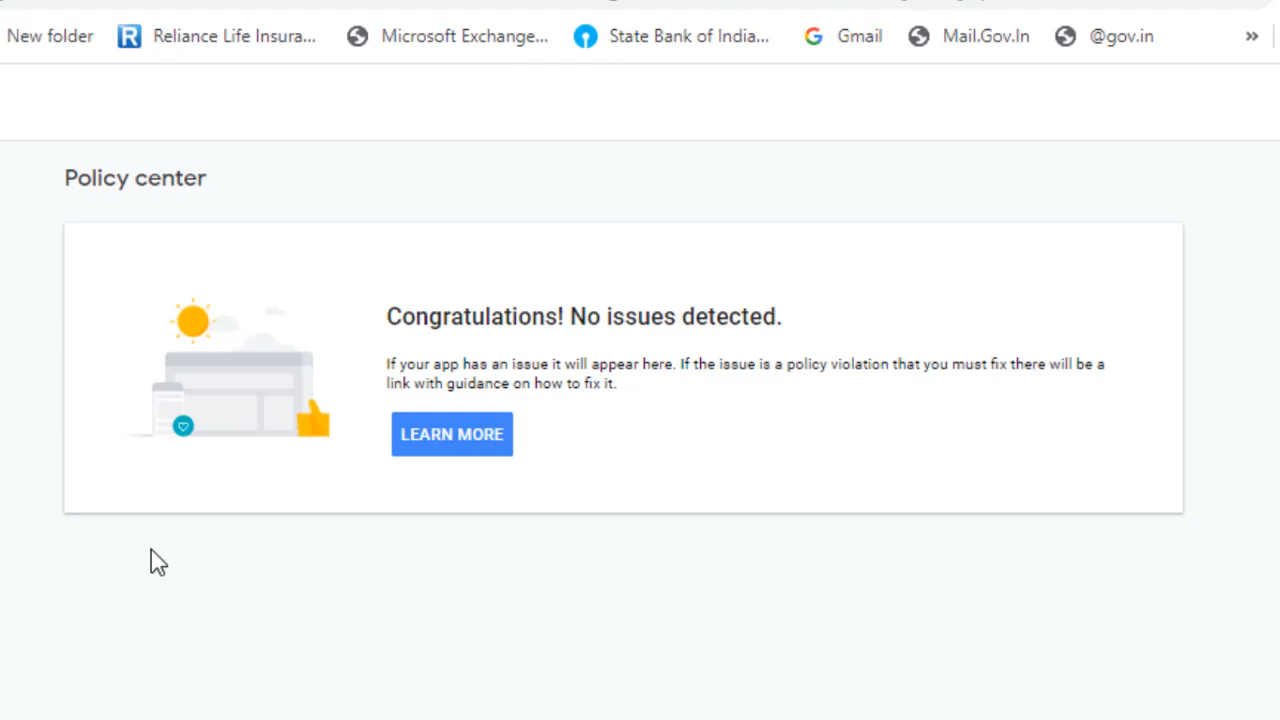 New folder Reliance Life Insura... Microsoft Exchange... State Bank of India... Gmail Mail.Gov.In @gov.in »
Policy center
Congratulations! No issues detected.
If your app has an issue it will appear here. If the issue is a policy violation that you must fix there will be a
link with guidance on how to fix it.
LEARN MORE